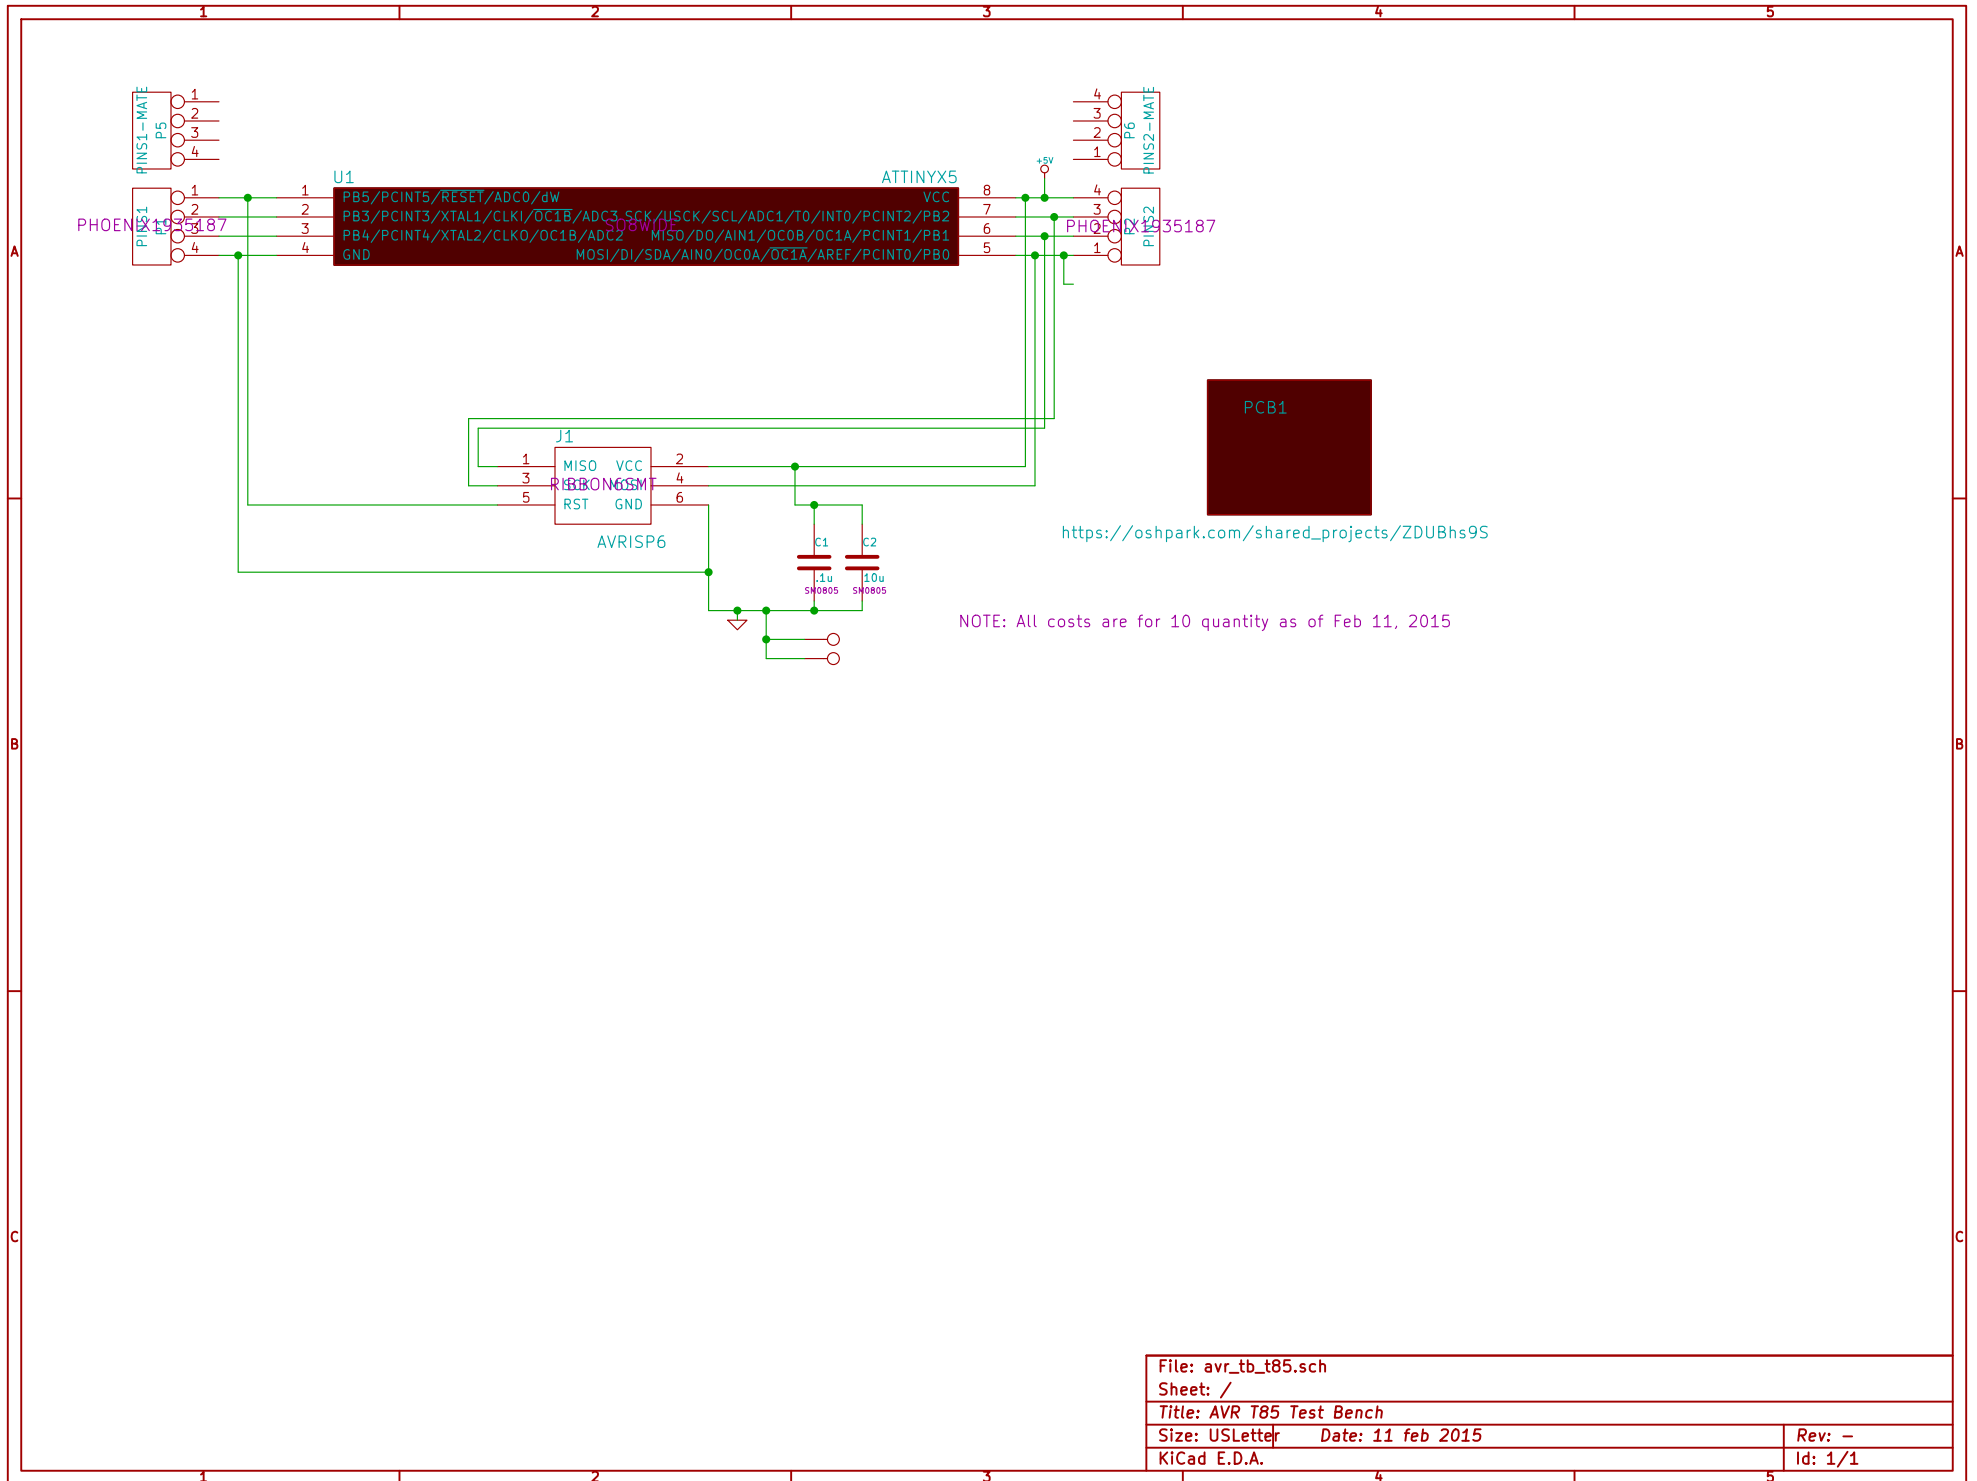 1 2 3 4 5
PINS1-MATE
P5
1
2
3
4
4
3
2
1
P6
PINS2-MATE
+5V
U1 ATTINYX5
PINS1
PHOENIX1935187
1
2
3
4
1 PB5/PCINT5/RESET/ADC0/dW VCC 8
2 PB3/PCINT3/XTAL1/CLKI/OC1B/ADC3 SCK/USCK/SCL/ADC1/T0/INT0/PCINT2/PB2 7
SO8WIDE
3 PB4/PCINT4/XTAL2/CLKO/OC1B/ADC2 MISO/DO/AIN1/OC0B/OC1A/PCINT1/PB1 6
4 GND MOSI/DI/SDA/AIN0/OC0A/OC1A/AREF/PCINT0/PB0 5
4
3
2
1
PINS2
PHOENIX1935187
A A
PCB1
https://oshpark.com/shared_projects/ZDUBhs9S
J1
1 MISO VCC 2
3 RIBBON6SMT 4
5 RST GND 6
AVRISP6
C1 C2
.1u 10u
SM0805 SM0805
NOTE: All costs are for 10 quantity as of Feb 11, 2015
B B
C C
File: avr_tb_t85.sch
Sheet: /
Title: AVR T85 Test Bench
Size: USLetter Date: 11 feb 2015 Rev: -
KiCad E.D.A. Id: 1/1
1 2 3 4 5